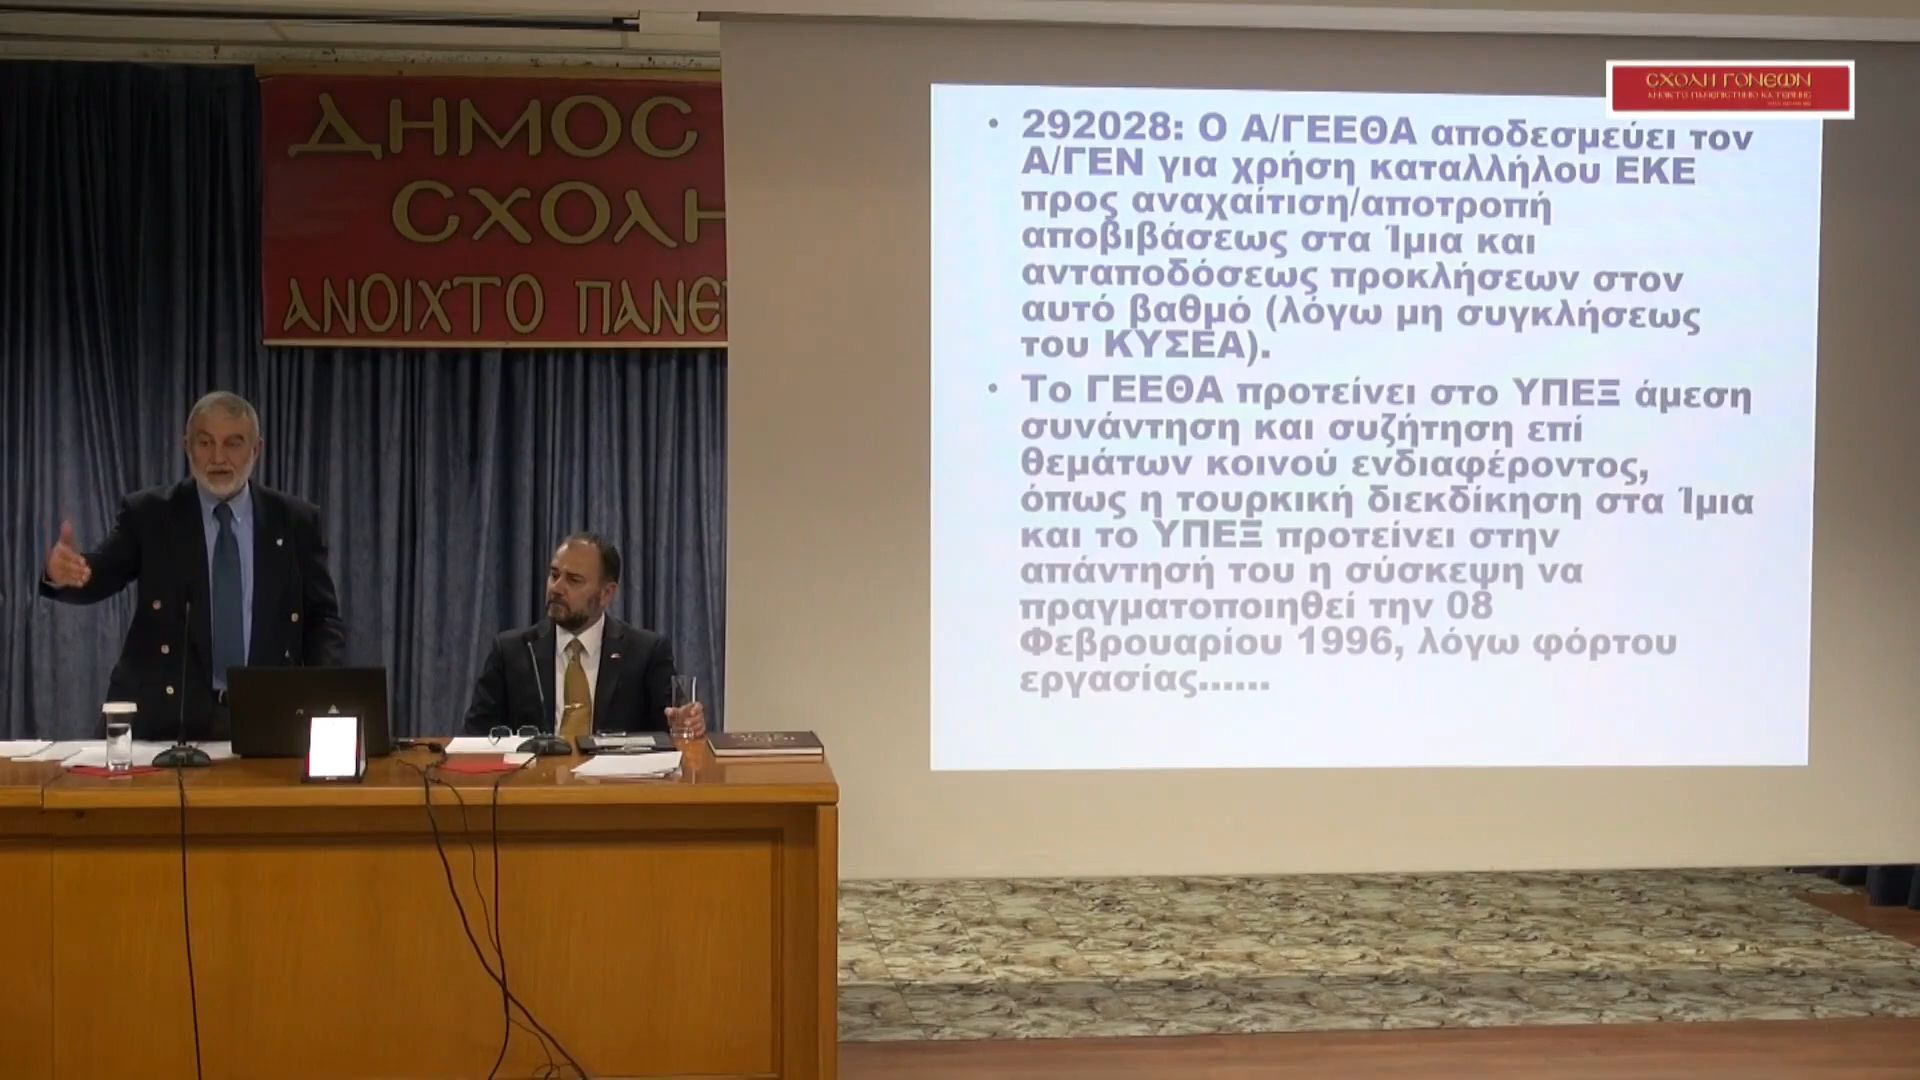 ΔΗΜΟΣ
ΣΧΟΛΗ
ΑΝΟΙΧΤΟ ΠΑΝΕ
ΣΧΟΛΗ ΓΟΝΕΩΝ
ΑΝΟΙΚΤΟ ΠΑΝΕΠΙΣΤΗΜΙΟ ΚΑΤΕΡΙΝΗΣ
• 292028: Ο Α/ΓΕΕΘΑ αποδεσμεύει τον
Α/ΓΕΝ για χρήση καταλλήλου ΕΚΕ
προς αναχαίτιση/αποτροπή
αποβιβάσεως στα Ίμια και
ανταποδόσεως προκλήσεων στον
αυτό βαθμό (λόγω μη συγκλήσεως
του ΚΥΣΕΑ).
• Το ΓΕΕΘΑ προτείνει στο ΥΠΕΞ άμεση
συνάντηση και συζήτηση επί
θεμάτων κοινού ενδιαφέροντος,
όπως η τουρκική διεκδίκηση στα Ίμια
και το ΥΠΕΞ προτείνει στην
απάντησή του η σύσκεψη να
πραγματοποιηθεί την 08
Φεβρουαρίου 1996, λόγω φόρτου
εργασίας......